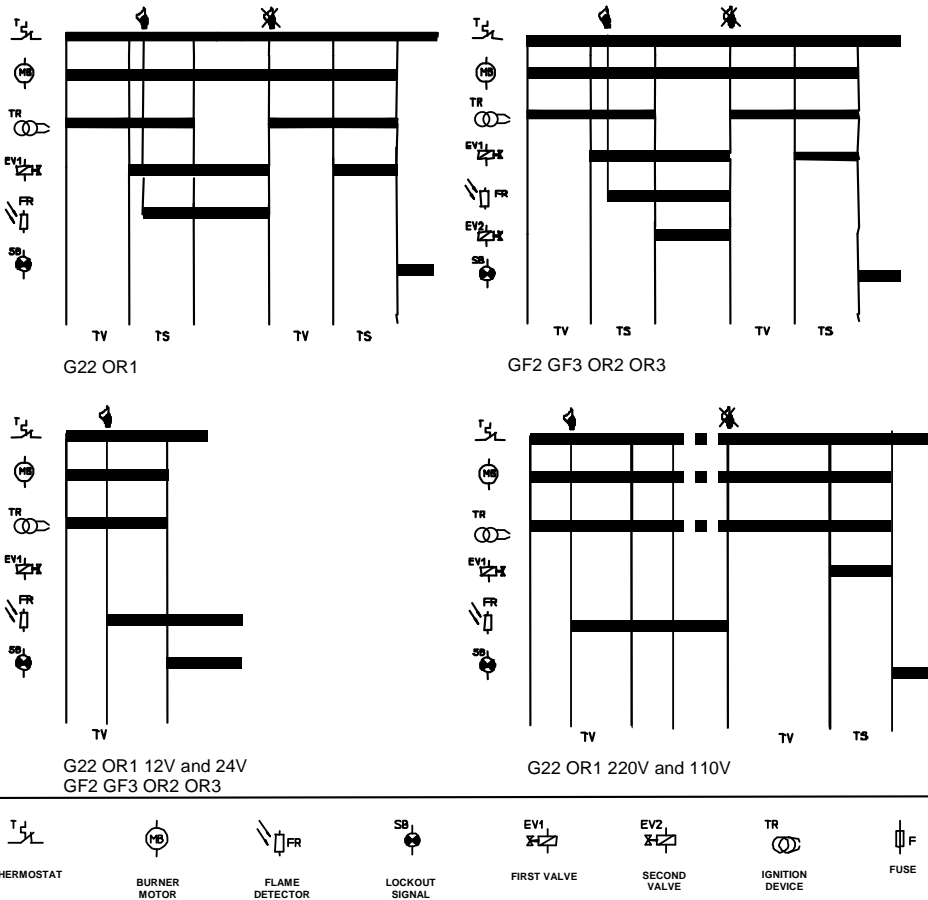 T
MB
TR
EV1
FR
SB
TV TS TV TS
G22 OR1
T
MB
TR
EV1
FR
EV2
SB
TV TS TV TS
GF2 GF3 OR2 OR3
T
MB
TR
EV1
FR
SB
TV
G22 OR1 12V and 24V
GF2 GF3 OR2 OR3
T
MB
TR
EV1
FR
SB
TV TV TS
G22 OR1 220V and 110V
T MB FR SB EV1 EV2 TR F
HERMOSTAT
BURNER
MOTOR
FLAME
DETECTOR
LOCKOUT
SIGNAL
FIRST VALVE
SECOND
VALVE
IGNITION
DEVICE
FUSE